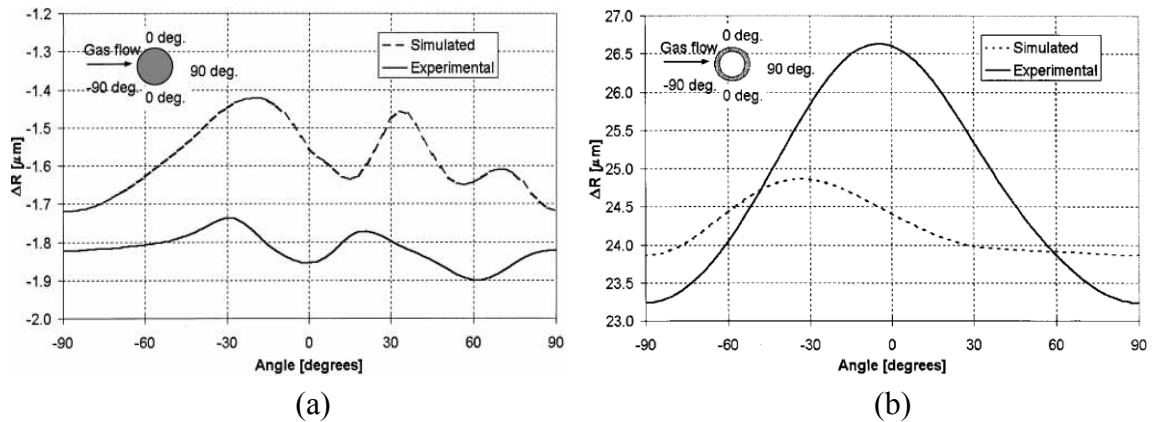 -1.2
-1.3
-1.4
-1.5
-1.6
-1.7
-1.8
-1.9
-2.0
ΔR [μm]
0 deg.
Gas flow
90 deg.
-90 deg.
0 deg.
Simulated
Experimental
-90 -60 -30 0 30 60 90
Angle [degrees]
(a)
27.0
26.5
26.0
25.5
25.0
24.5
24.0
23.5
23.0
ΔR [μm]
0 deg.
Gas flow
90 deg.
-90 deg.
0 deg.
Simulated
Experimental
-90 -60 -30 0 30 60 90
Angle [degrees]
(b)